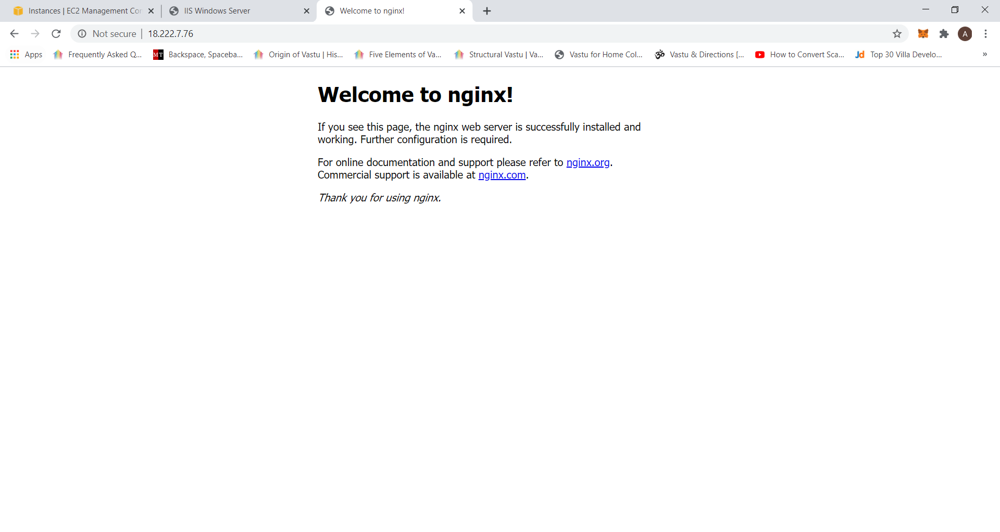 Instances | EC2 Management Con
IIS Windows Server
Welcome to nginx!
Not secure | 18.222.7.76
A
Apps
Frequently Asked Q...
MT
Backspace, Spaceba...
Origin of Vastu | His...
Five Elements of Va...
Structural Vastu | Va...
Vastu for Home Col...
ॐ
Vastu & Directions [...
How to Convert Sca...
Jd
Top 30 Villa Develo...
»
Welcome to nginx!
If you see this page, the nginx web server is successfully installed and
working. Further configuration is required.
For online documentation and support please refer to nginx.org.
Commercial support is available at nginx.com.
Thank you for using nginx.